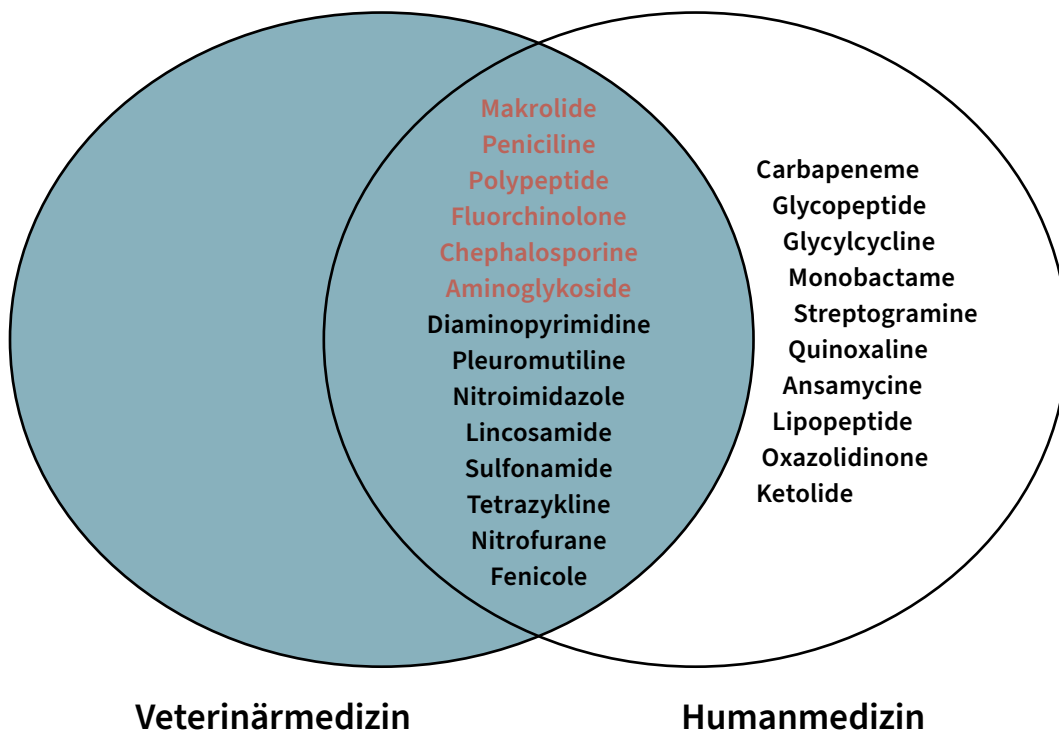 Makrolide
Peniciline
Polypeptide
Fluorchinolone
Chephalosporine
Aminoglykoside
Diaminopyrimidine
Pleuromutiline
Nitroimidazole
Lincosamide
Sulfonamide
Tetrazykline
Nitrofurane
Fenicole
Carbapeneme
Glycopeptide
Glycylcycline
Monobactame
Streptogramine
Quinoxaline
Ansamycine
Lipopeptide
Oxazolidinone
Ketolide
Veterinärmedizin
Humanmedizin